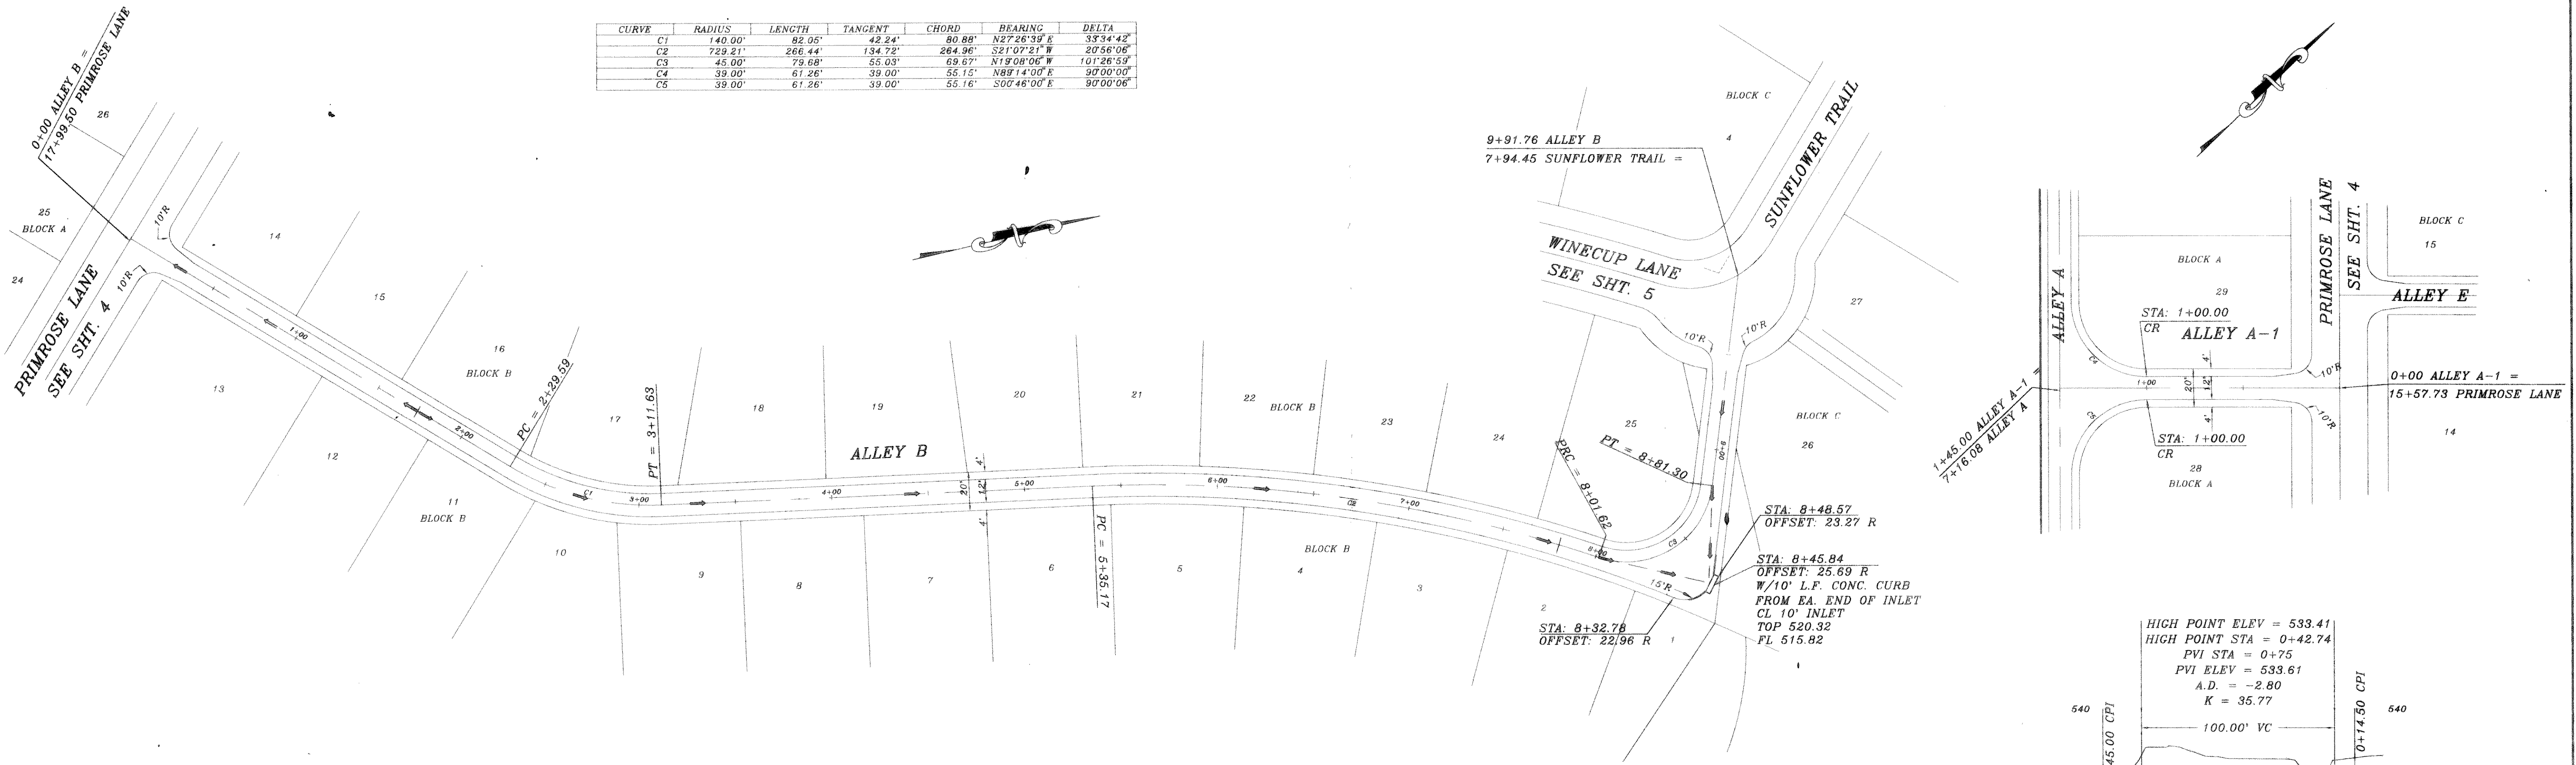 CURVE RADIUS LENGTH TANGENT CHORD BEARING DELTA
C1 140.00' 82.05' 42.24' 80.88' N27°26'39" E 33°34'42"
C2 729.21' 266.44' 134.72' 264.96' S21°07'21" W 20°56'06"
C3 45.00' 79.68' 55.03' 69.67' N19°08'06" W 101°26'59"
C4 39.00' 61.26' 39.00' 55.15' N89°14'00" E 90°00'00"
C5 39.00' 61.26' 39.00' 55.16' S00°46'00" E 90°00'06"
0+00 ALLEY B =
17+99.50 PRIMROSE LANE
26
25
BLOCK A
24
PRIMROSE LANE
SEE SHT. 4
10'R
10'R
14
15
16
BLOCK B
13
12
11
BLOCK B
10
1+00
2+00
PC = 2+29.59
C1
3+00
PT = 3+11.63
17
18
19
20
21
22
BLOCK B
23
24
25
ALLEY B
4+00
20'
4'
12'
4'
5+00
PC = 5+35.17
6+00
C2
7+00
9
8
7
6
5
4
BLOCK B
3
2
1
PRC = 8+01.62
8+00
C3
PT = 8+81.30
9+00
15'R
9+91.76 ALLEY B
7+94.45 SUNFLOWER TRAIL =
BLOCK C
4
SUNFLOWER TRAIL
WINECUP LANE
SEE SHT. 5
10'R
10'R
27
BLOCK C
26
STA: 8+48.57
OFFSET: 23.27 R
STA: 8+45.84
OFFSET: 25.69 R
W/10' L.F. CONC. CURB
FROM EA. END OF INLET
CL 10' INLET
TOP 520.32
FL 515.82
STA: 8+32.78
OFFSET: 22.96 R
ALLEY A
PRIMROSE LANE
SEE SHT. 4
BLOCK C
15
BLOCK A
29
ALLEY E
STA: 1+00.00
CR
ALLEY A-1
C4
1+00
20'
4'
12'
4'
10'R
10'R
0+00 ALLEY A-1 =
15+57.73 PRIMROSE LANE
C5
STA: 1+00.00
CR
28
BLOCK A
14
1+45.00 ALLEY A-1 =
7+16.08 ALLEY A
HIGH POINT ELEV = 533.41
HIGH POINT STA = 0+42.74
PVI STA = 0+75
PVI ELEV = 533.61
A.D. = -2.80
K = 35.77
100.00' VC
540
45.00 CPI
0+14.50 CPI
540